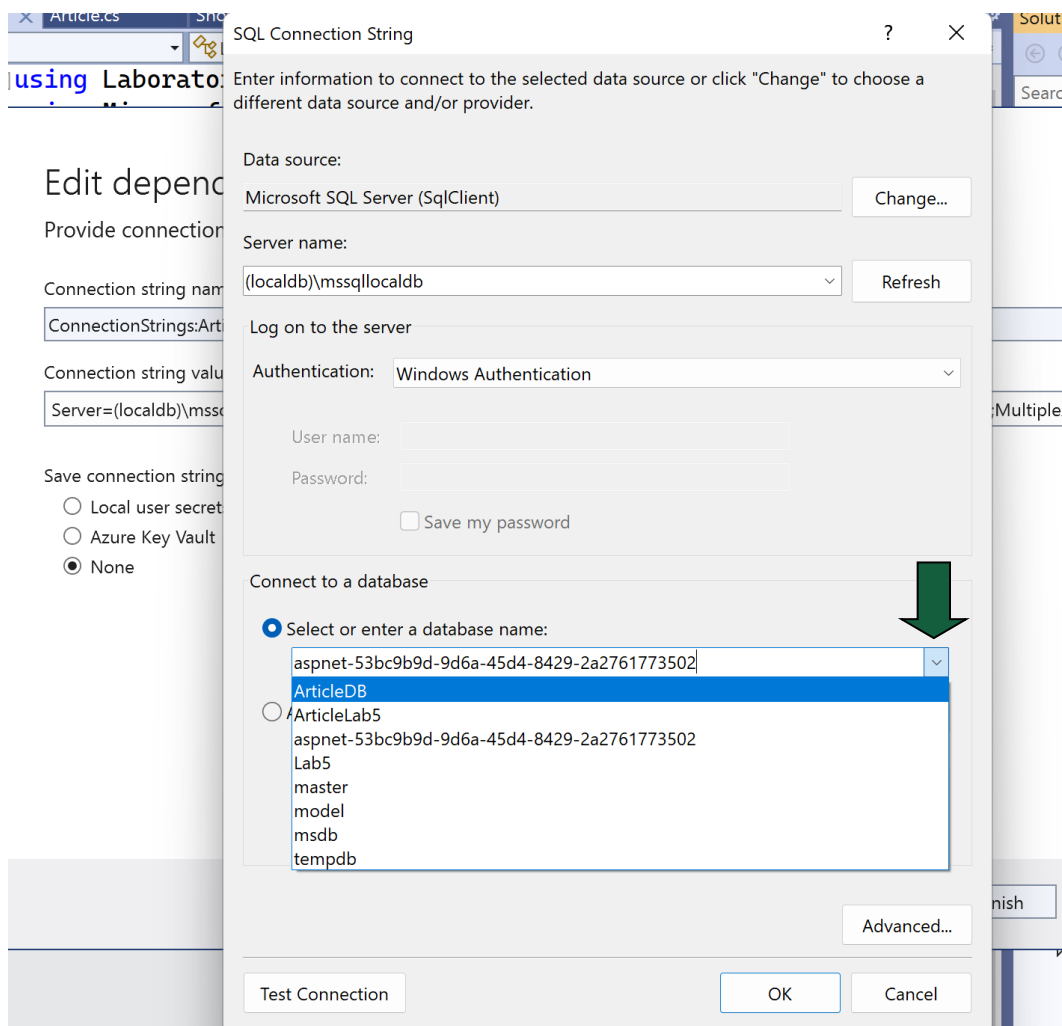 Article.cs
SQL Connection String
?
Solut
using Laborato
Enter information to connect to the selected data source or click "Change" to choose a
different data source and/or provider.
Searc
Data source:
Edit depend
Microsoft SQL Server (SqlClient)
Change...
Provide connection
Server name:
Connection string nam
(localdb)\mssqllocaldb
Refresh
ConnectionStrings:Arti
Log on to the server
Connection string valu
Authentication:
Windows Authentication
Server=(localdb)\mssq
;Multiple
User name:
Save connection string
Password:
Local user secret
Save my password
Azure Key Vault
None
Connect to a database
Select or enter a database name:
aspnet-53bc9b9d-9d6a-45d4-8429-2a2761773502
ArticleDB
ArticleLab5
aspnet-53bc9b9d-9d6a-45d4-8429-2a2761773502
Lab5
master
model
msdb
tempdb
nish
Advanced...
Test Connection
OK
Cancel